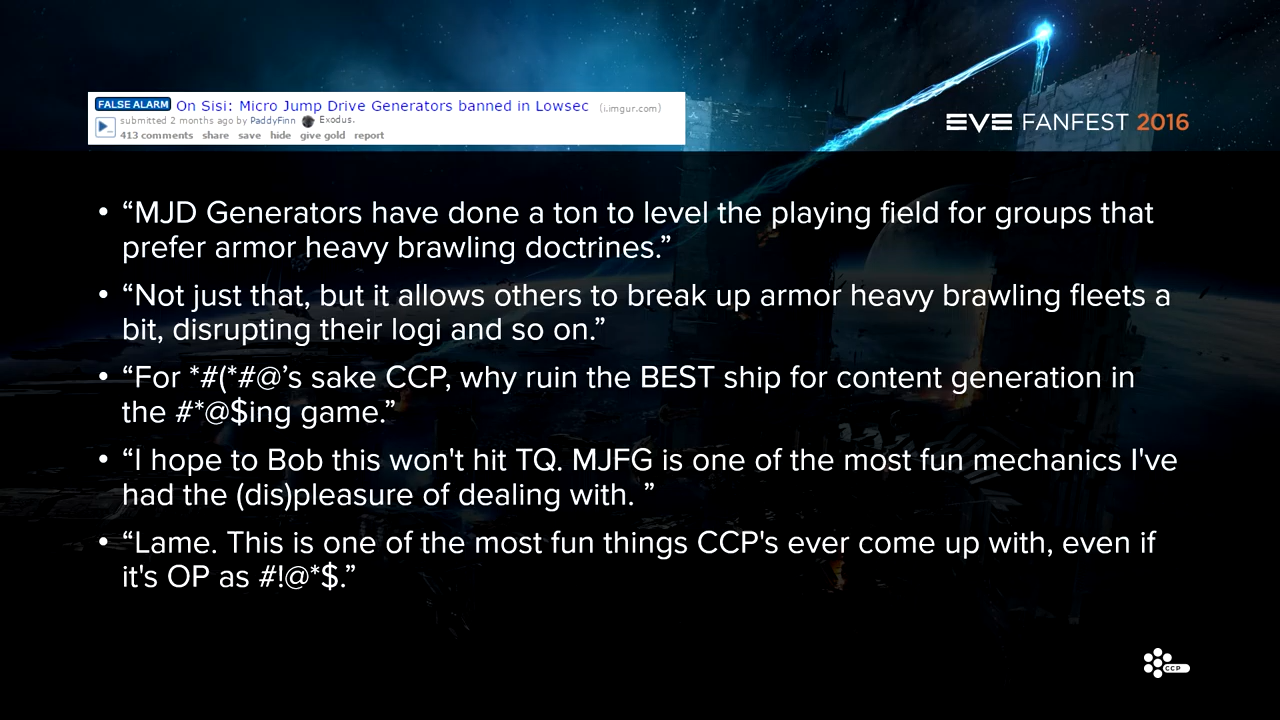 FALSE ALARM On Sisi: Micro Jump Drive Generators banned in Lowsec (i.imgur.com)
submitted 2 months ago by PaddyFinn Exodus.
413 comments share save hide give gold report
EVE FANFEST 2016
• “MJD Generators have done a ton to level the playing field for groups that
prefer armor heavy brawling doctrines.”
• “Not just that, but it allows others to break up armor heavy brawling fleets a
bit, disrupting their logi and so on.”
• “For *#(*#@’s sake CCP, why ruin the BEST ship for content generation in
the #*@$ing game.”
• “I hope to Bob this won't hit TQ. MJFG is one of the most fun mechanics I've
had the (dis)pleasure of dealing with. ”
• “Lame. This is one of the most fun things CCP's ever come up with, even if
it's OP as #!@*$.”
CCP